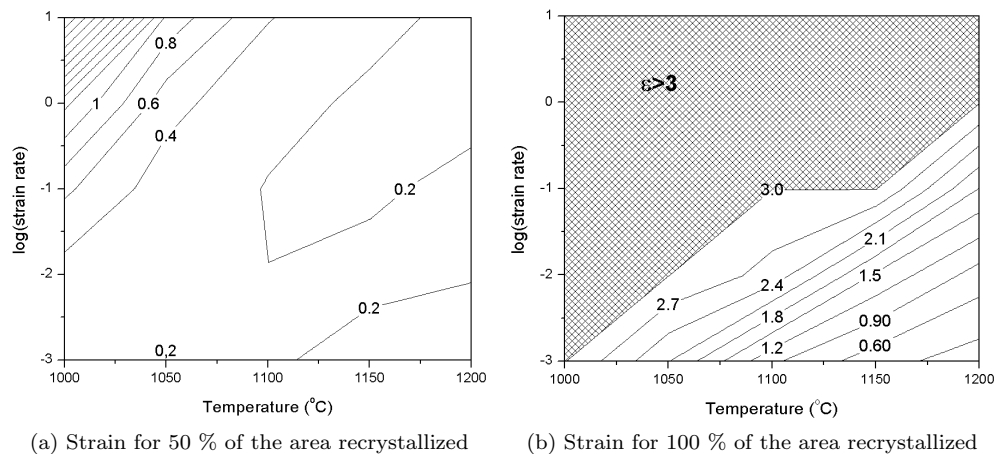 1
0.8
1
0.6
0
0.4
log(strain rate)
-1
0.2
-2
0.2
0,2
-3
1000 1050 1100 1150 1200
Temperature (°C)
(a) Strain for 50 % of the area recrystallized
1
ε>3
0
log(strain rate)
-1
3.0
2.1
-2
2.4
1.5
2.7
1.8
0.90
1.2
0.60
-3
1000 1050 1100 1150 1200
Temperature (°C)
(b) Strain for 100 % of the area recrystallized